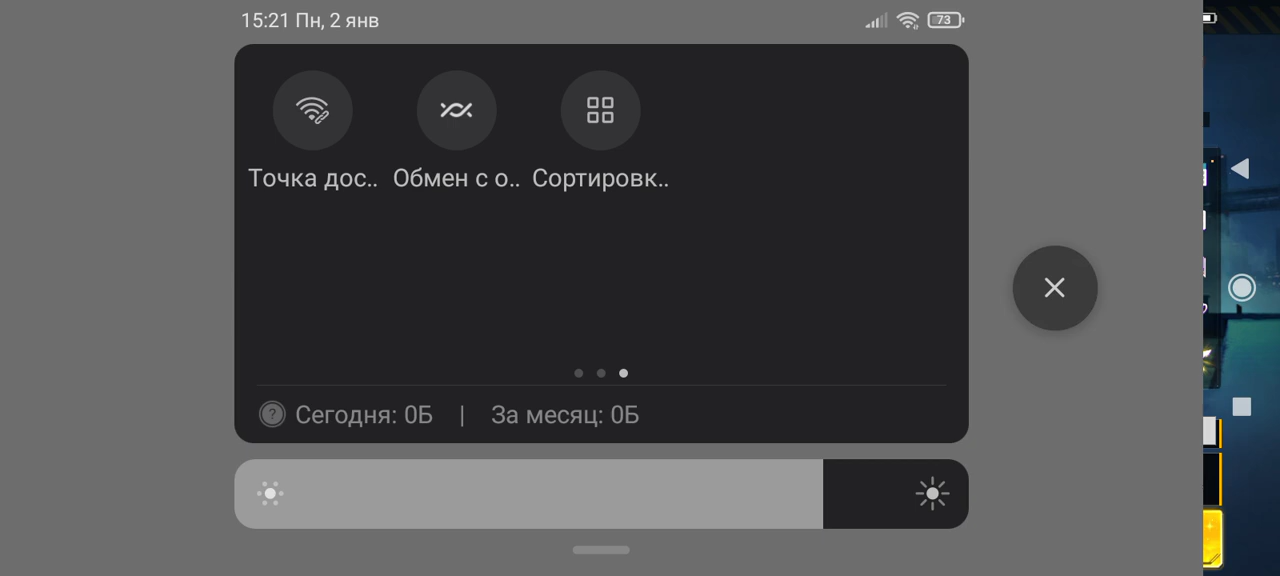 15:21 Пн, 2 янв 73
Точка дос.. Обмен с о.. Сортировк..
? Сегодня: 0Б | За месяц: 0Б